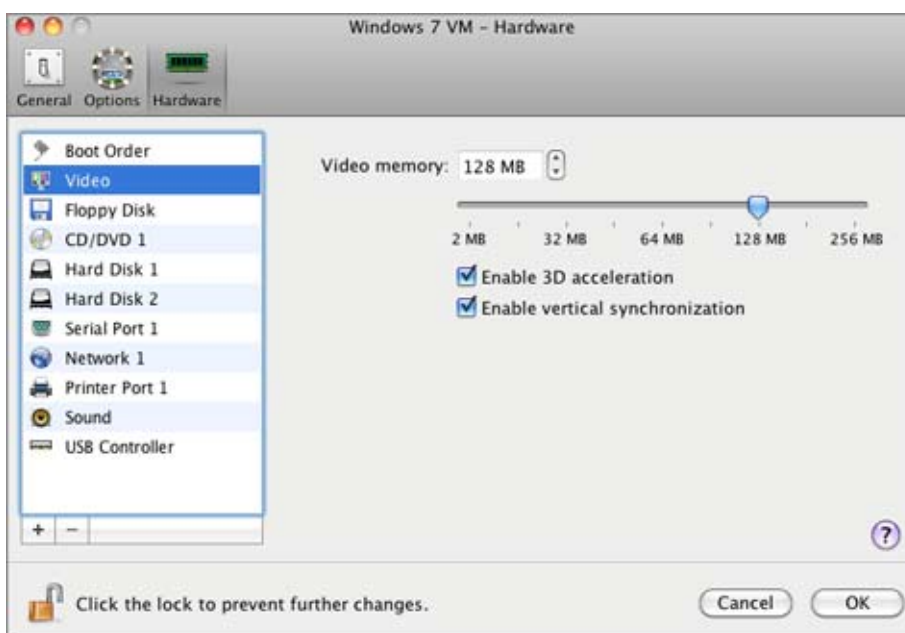 Windows 7 VM – Hardware
General Options Hardware
Boot Order
Video
Floppy Disk
CD/DVD 1
Hard Disk 1
Hard Disk 2
Serial Port 1
Network 1
Printer Port 1
Sound
USB Controller
+ −
Video memory: 128 MB
2 MB 32 MB 64 MB 128 MB 256 MB
Enable 3D acceleration
Enable vertical synchronization
?
Click the lock to prevent further changes.
Cancel OK